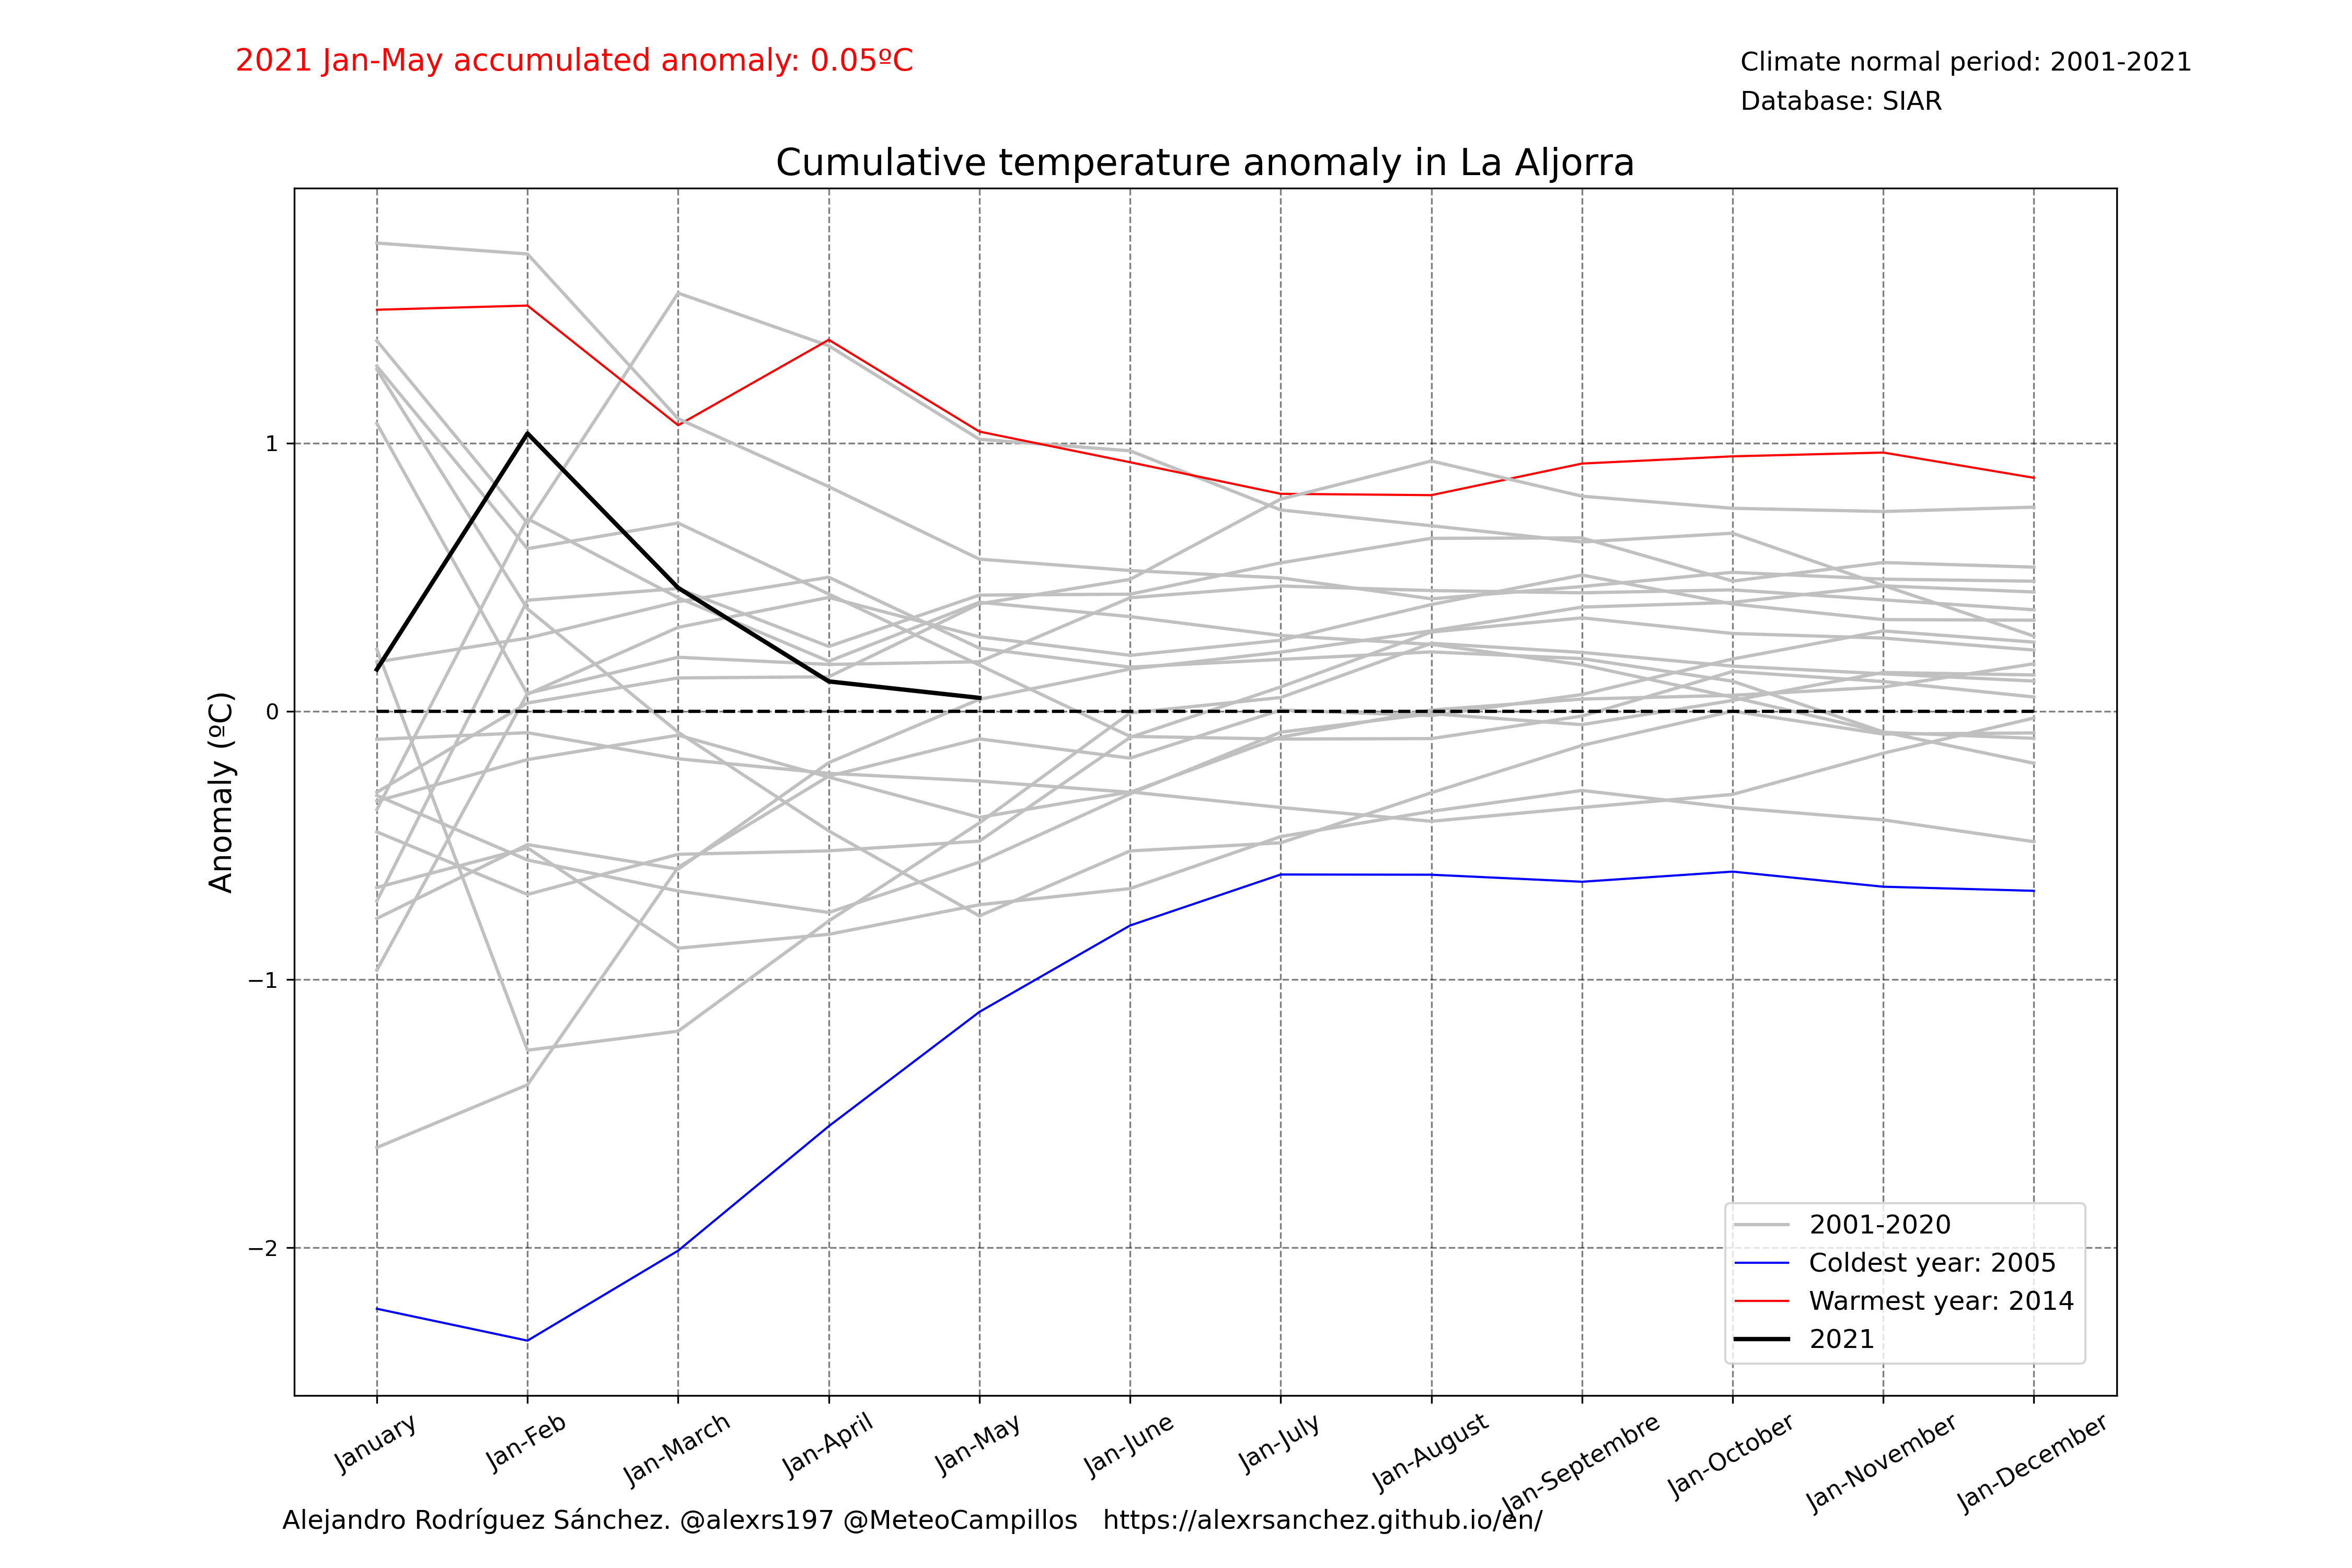 2021 Jan-May accumulated anomaly: 0.05ºC
Climate normal period: 2001-2021
Database: SIAR
Cumulative temperature anomaly in La Aljorra
Anomaly (ºC)
1
0
−1
−2
2001-2020
Coldest year: 2005
Warmest year: 2014
2021
January
Jan-Feb
Jan-March
Jan-April
Jan-May
Jan-June
Jan-July
Jan-August
Jan-Septembre
Jan-October
Jan-November
Jan-December
Alejandro Rodríguez Sánchez. @alexrs197 @MeteoCampillos https://alexrsanchez.github.io/en/